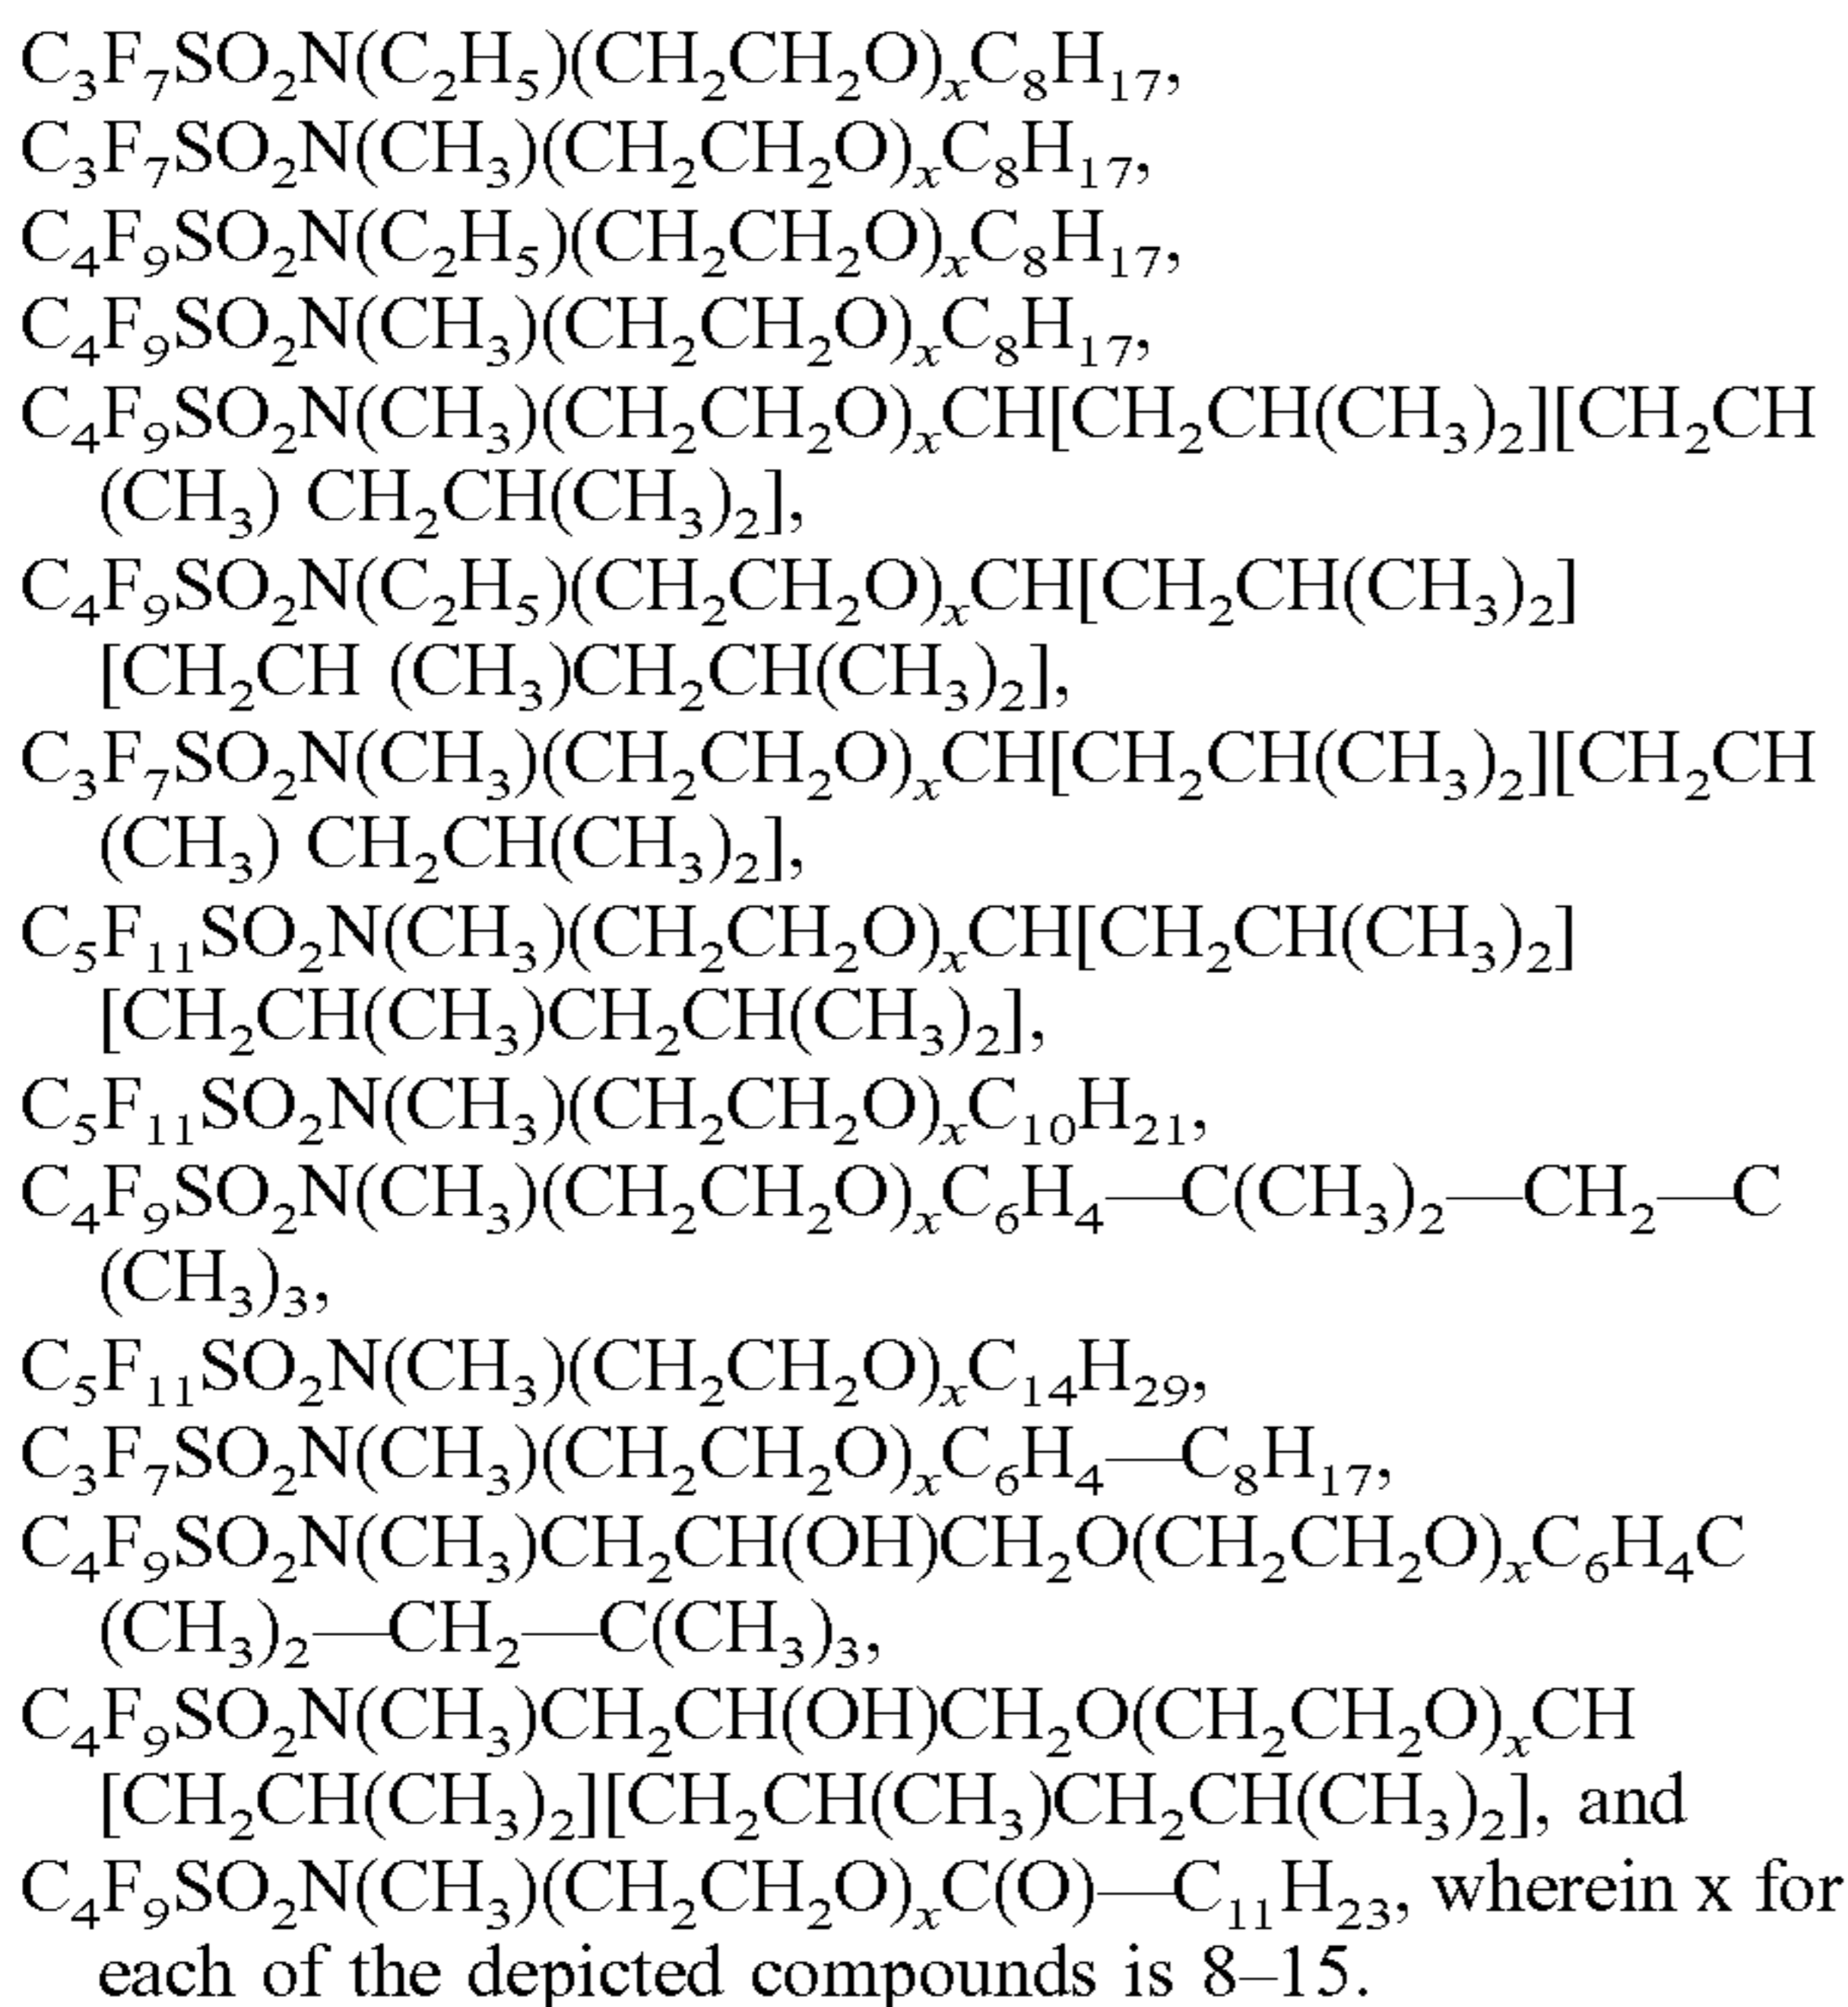 C₃F₇SO₂N(C₂H₅)(CH₂CH₂O)ₓC₈H₁₇,
C₃F₇SO₂N(CH₃)(CH₂CH₂O)ₓC₈H₁₇,
C₄F₉SO₂N(C₂H₅)(CH₂CH₂O)ₓC₈H₁₇,
C₄F₉SO₂N(CH₃)(CH₂CH₂O)ₓC₈H₁₇,
C₄F₉SO₂N(CH₃)(CH₂CH₂O)ₓCH[CH₂CH(CH₃)₂][CH₂CH
(CH₃) CH₂CH(CH₃)₂],
C₄F₉SO₂N(C₂H₅)(CH₂CH₂O)ₓCH[CH₂CH(CH₃)₂]
[CH₂CH (CH₃)CH₂CH(CH₃)₂],
C₃F₇SO₂N(CH₃)(CH₂CH₂O)ₓCH[CH₂CH(CH₃)₂][CH₂CH
(CH₃) CH₂CH(CH₃)₂],
C₅F₁₁SO₂N(CH₃)(CH₂CH₂O)ₓCH[CH₂CH(CH₃)₂]
[CH₂CH(CH₃)CH₂CH(CH₃)₂],
C₅F₁₁SO₂N(CH₃)(CH₂CH₂O)ₓC₁₀H₂₁,
C₄F₉SO₂N(CH₃)(CH₂CH₂O)ₓC₆H₄—C(CH₃)₂—CH₂—C
(CH₃)₃,
C₅F₁₁SO₂N(CH₃)(CH₂CH₂O)ₓC₁₄H₂₉,
C₃F₇SO₂N(CH₃)(CH₂CH₂O)ₓC₆H₄—C₈H₁₇,
C₄F₉SO₂N(CH₃)CH₂CH(OH)CH₂O(CH₂CH₂O)ₓC₆H₄C
(CH₃)₂—CH₂—C(CH₃)₃,
C₄F₉SO₂N(CH₃)CH₂CH(OH)CH₂O(CH₂CH₂O)ₓCH
[CH₂CH(CH₃)₂][CH₂CH(CH₃)CH₂CH(CH₃)₂], and
C₄F₉SO₂N(CH₃)(CH₂CH₂O)ₓC(O)—C₁₁H₂₃, wherein x for
each of the depicted compounds is 8–15.